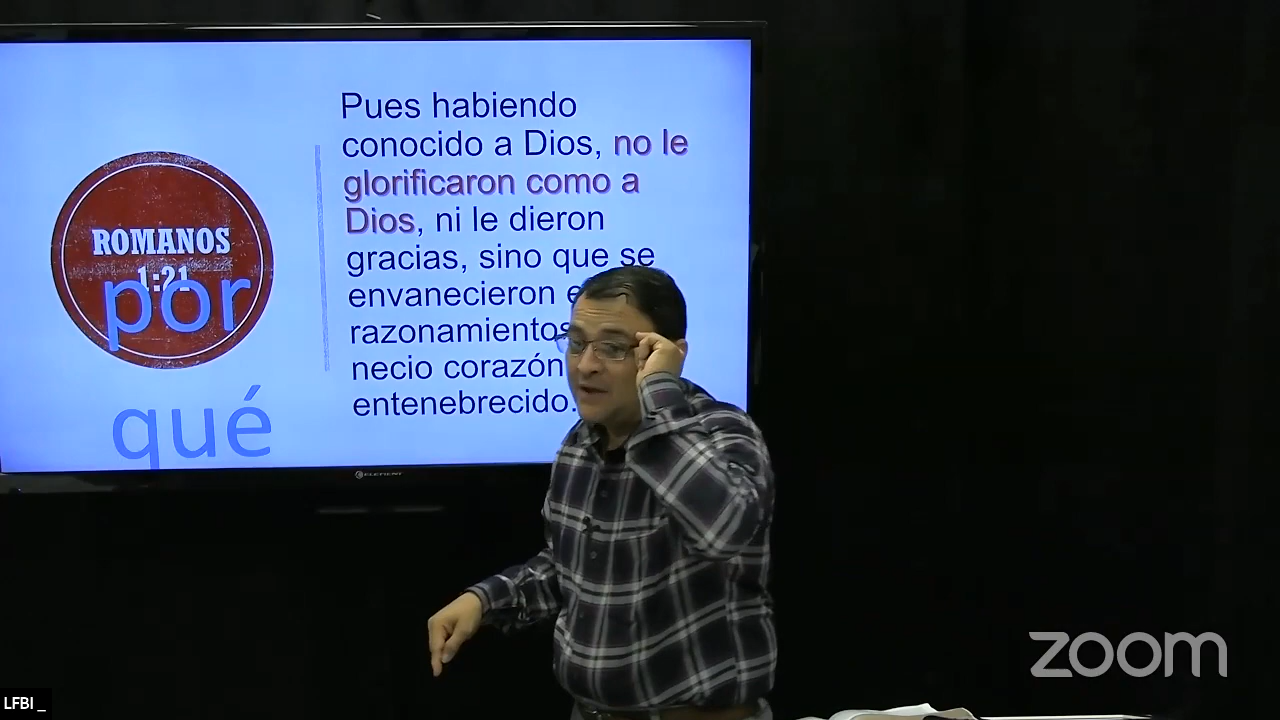 Pues habiendo
conocido a Dios, no le
glorificaron como a
Dios, ni le dieron
gracias, sino que se
envanecieron
razonamientos
necio corazón
entenebrecido.
ROMANOS
1:21
por
qué
ELEMENT
zoom
LFBI _